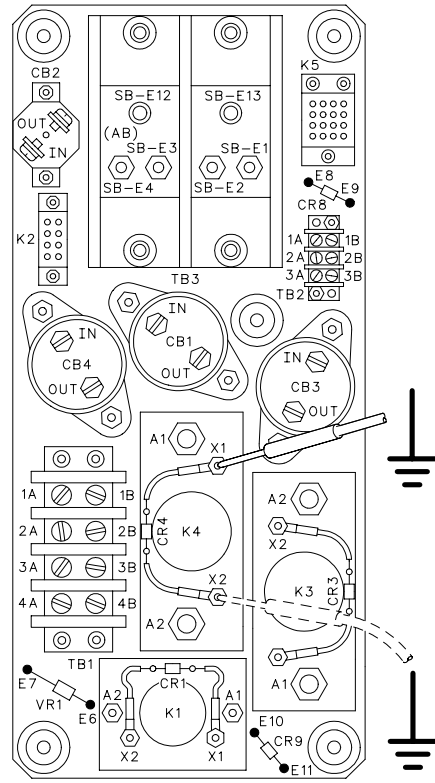 CB2
K5
OUT
IN
SB-E12
SB-E13
(AB)
SB-E3
SB-E1
SB-E4
SB-E2
E8
E9
CR8
K2
1A
1B
2A
2B
3A
3B
TB2
TB3
IN
CB4
OUT
IN
CB1
OUT
IN
CB3
OUT
A1
X1
1A
1B
2A
2B
3A
3B
4A
4B
CR4
K4
X2
A2
A2
X2
K3
CR3
X1
A1
TB1
E7
VR1
E6
A2
CR1
A1
K1
X2
X1
E10
CR9
E11